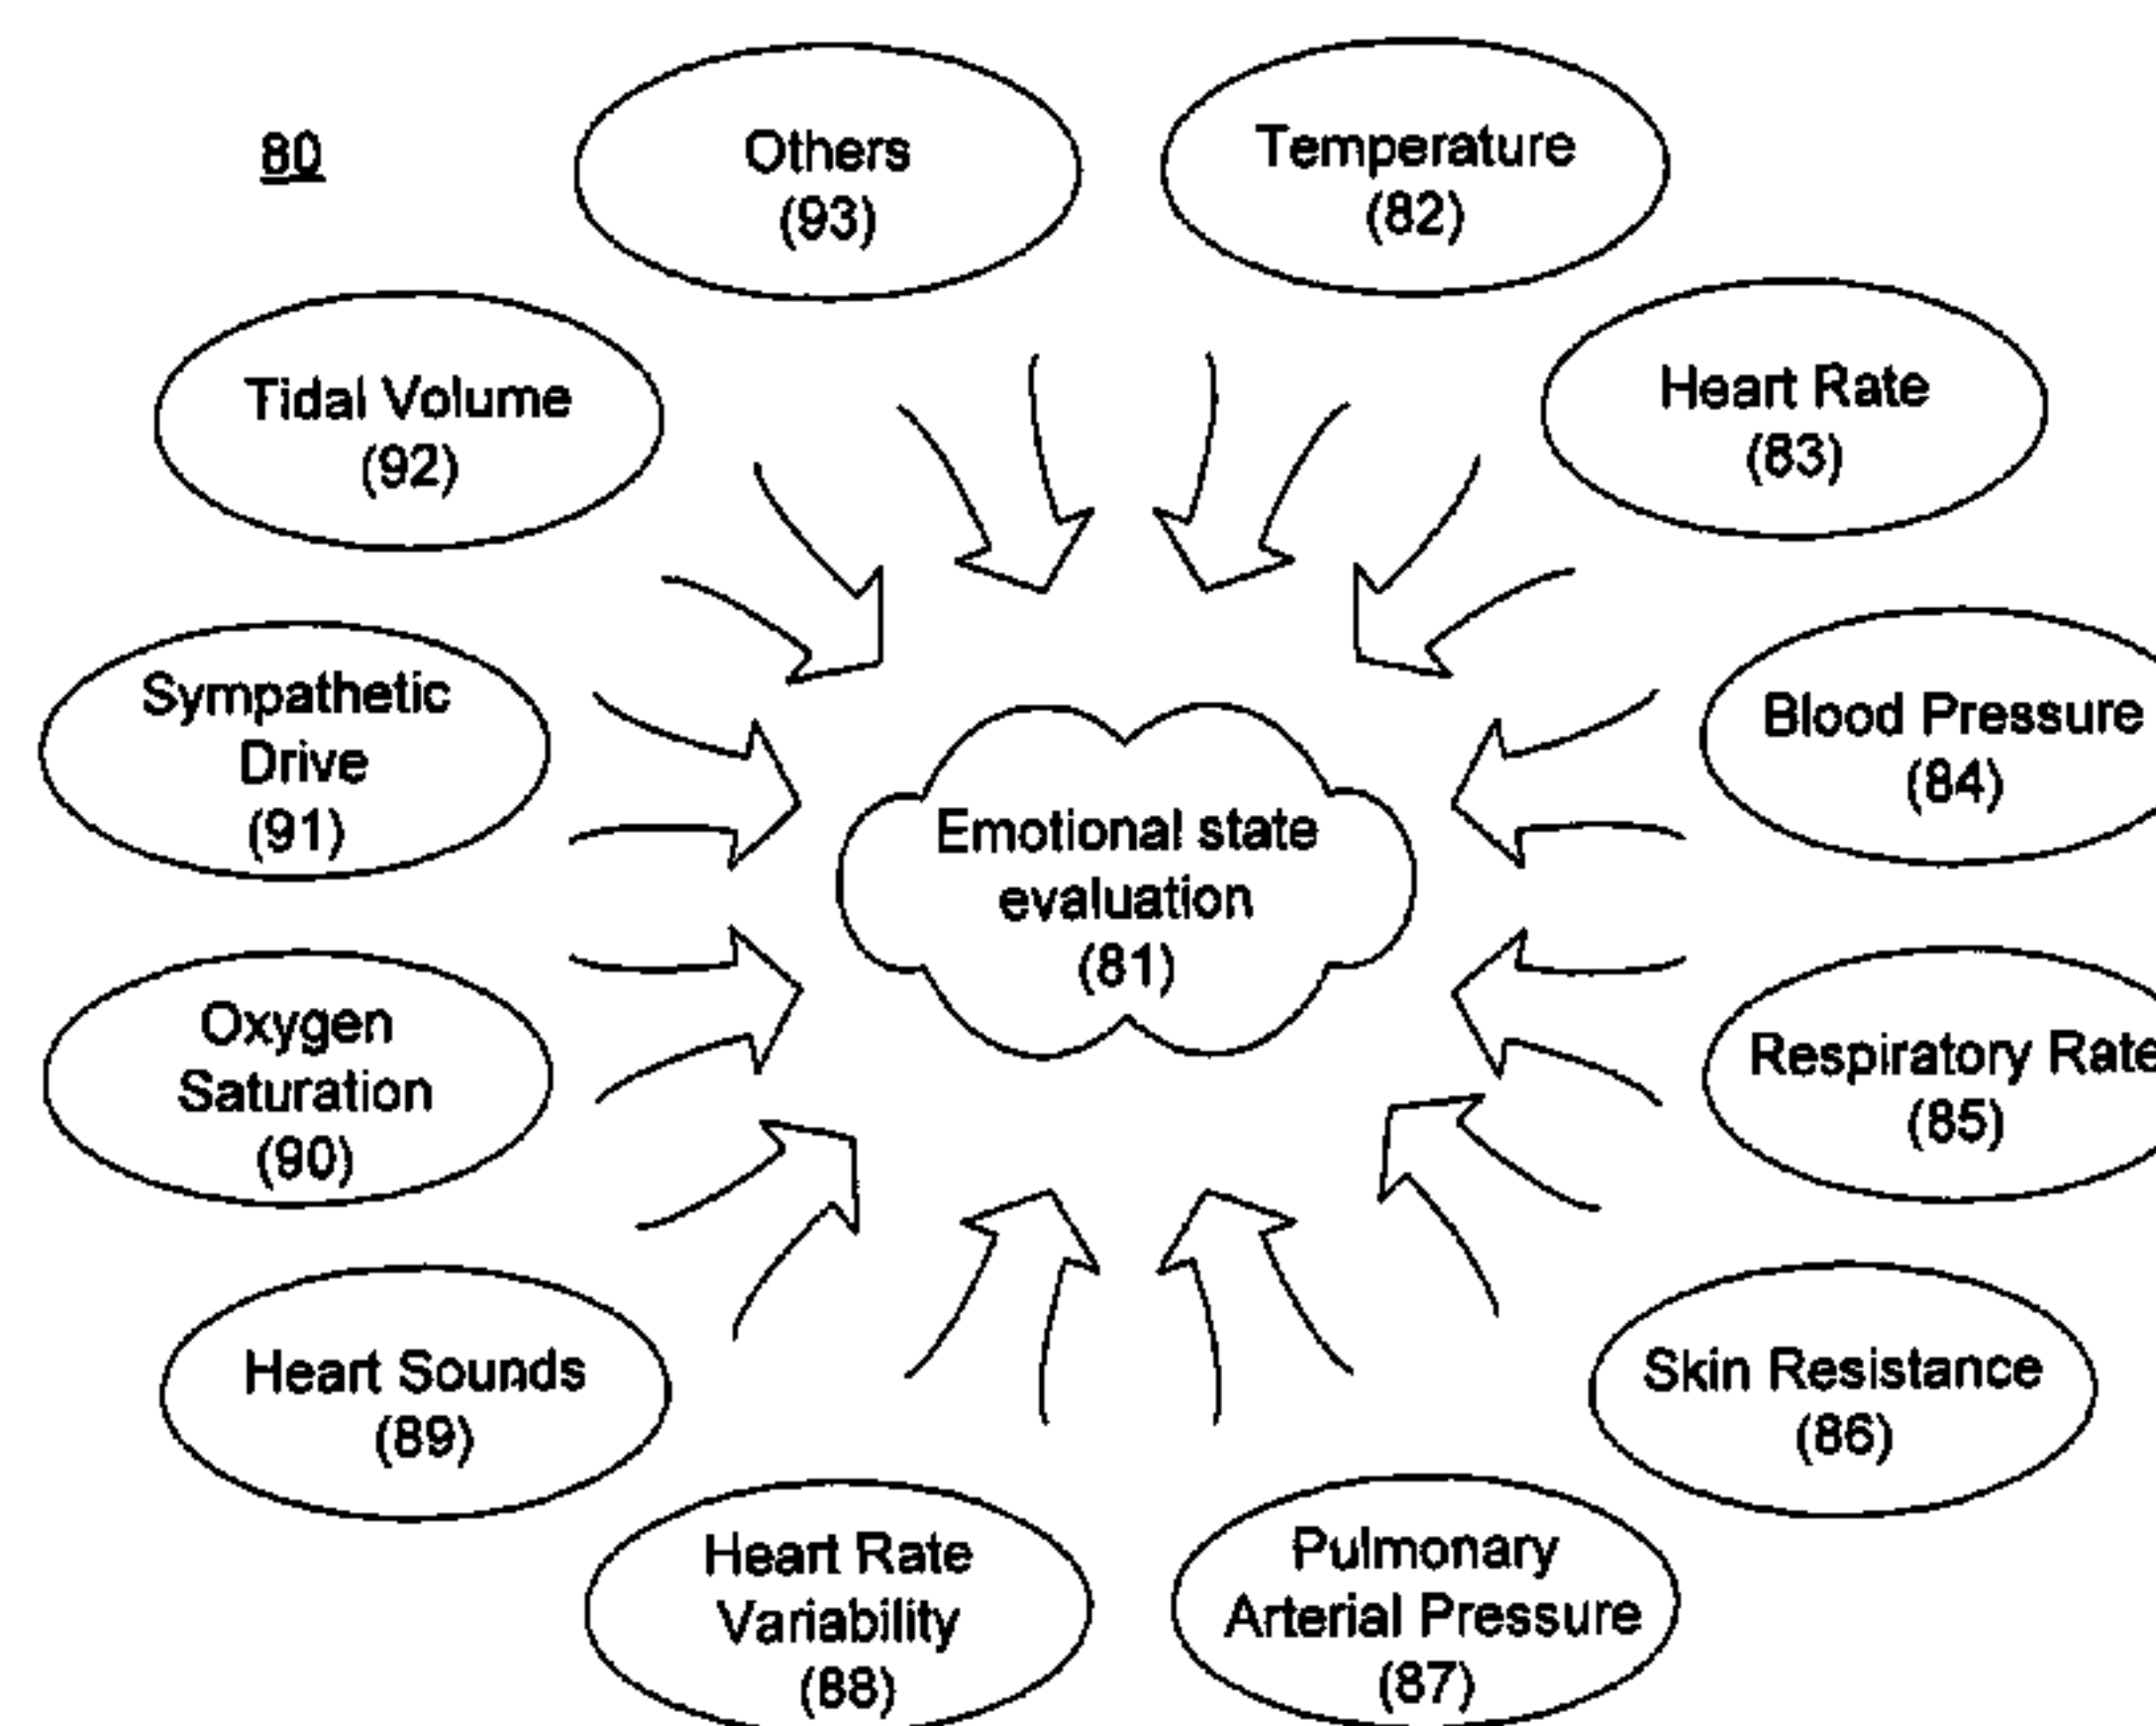 80
Others
(93)
Temperature
(82)
Tidal Volume
(92)
Heart Rate
(83)
Sympathetic
Drive
(91)
Blood Pressure
(84)
Emotional state
evaluation
(81)
Oxygen
Saturation
(90)
Respiratory Rate
(85)
Heart Sounds
(89)
Skin Resistance
(86)
Heart Rate
Variability
(88)
Pulmonary
Arterial Pressure
(87)